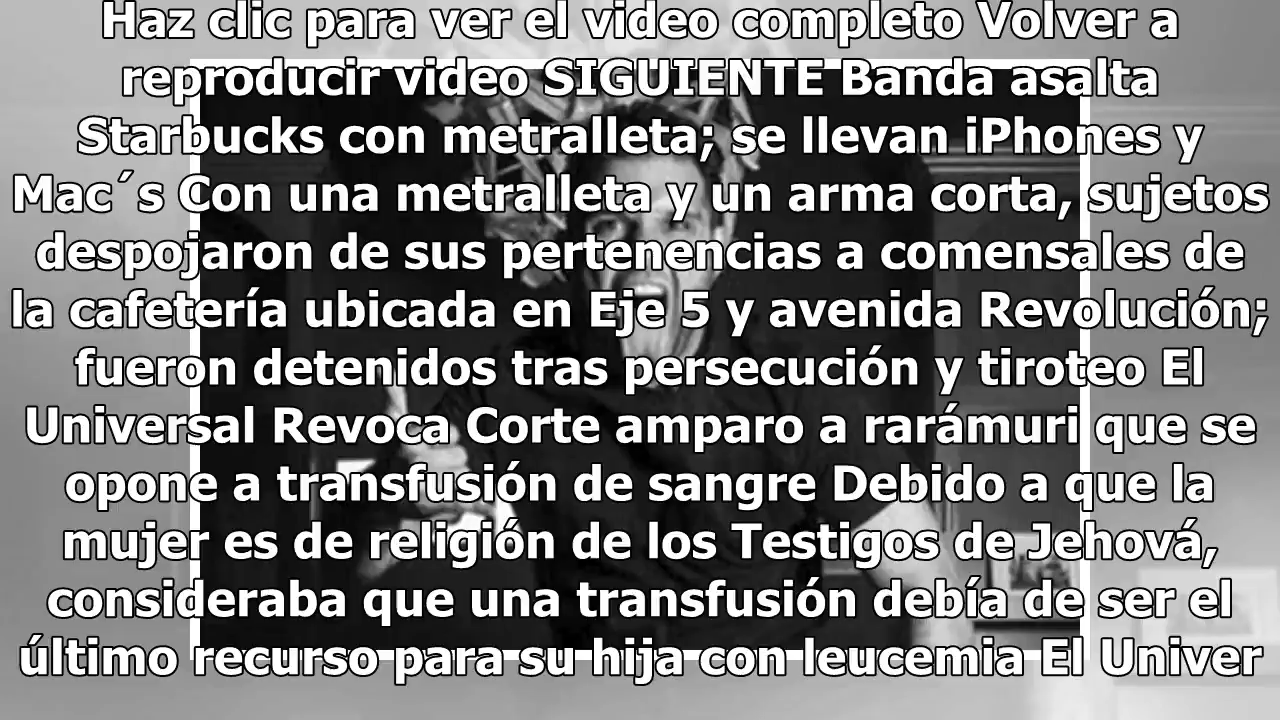 Haz clic para ver el video completo Volver a
reproducir video SIGUIENTE Banda asalta
Starbucks con metralleta; se llevan iPhones y
Mac´s Con una metralleta y un arma corta, sujetos
despojaron de sus pertenencias a comensales de
la cafetería ubicada en Eje 5 y avenida Revolución;
fueron detenidos tras persecución y tiroteo El
Universal Revoca Corte amparo a rarámuri que se
opone a transfusión de sangre Debido a que la
mujer es de religión de los Testigos de Jehová,
consideraba que una transfusión debía de ser el
último recurso para su hija con leucemia El Univer